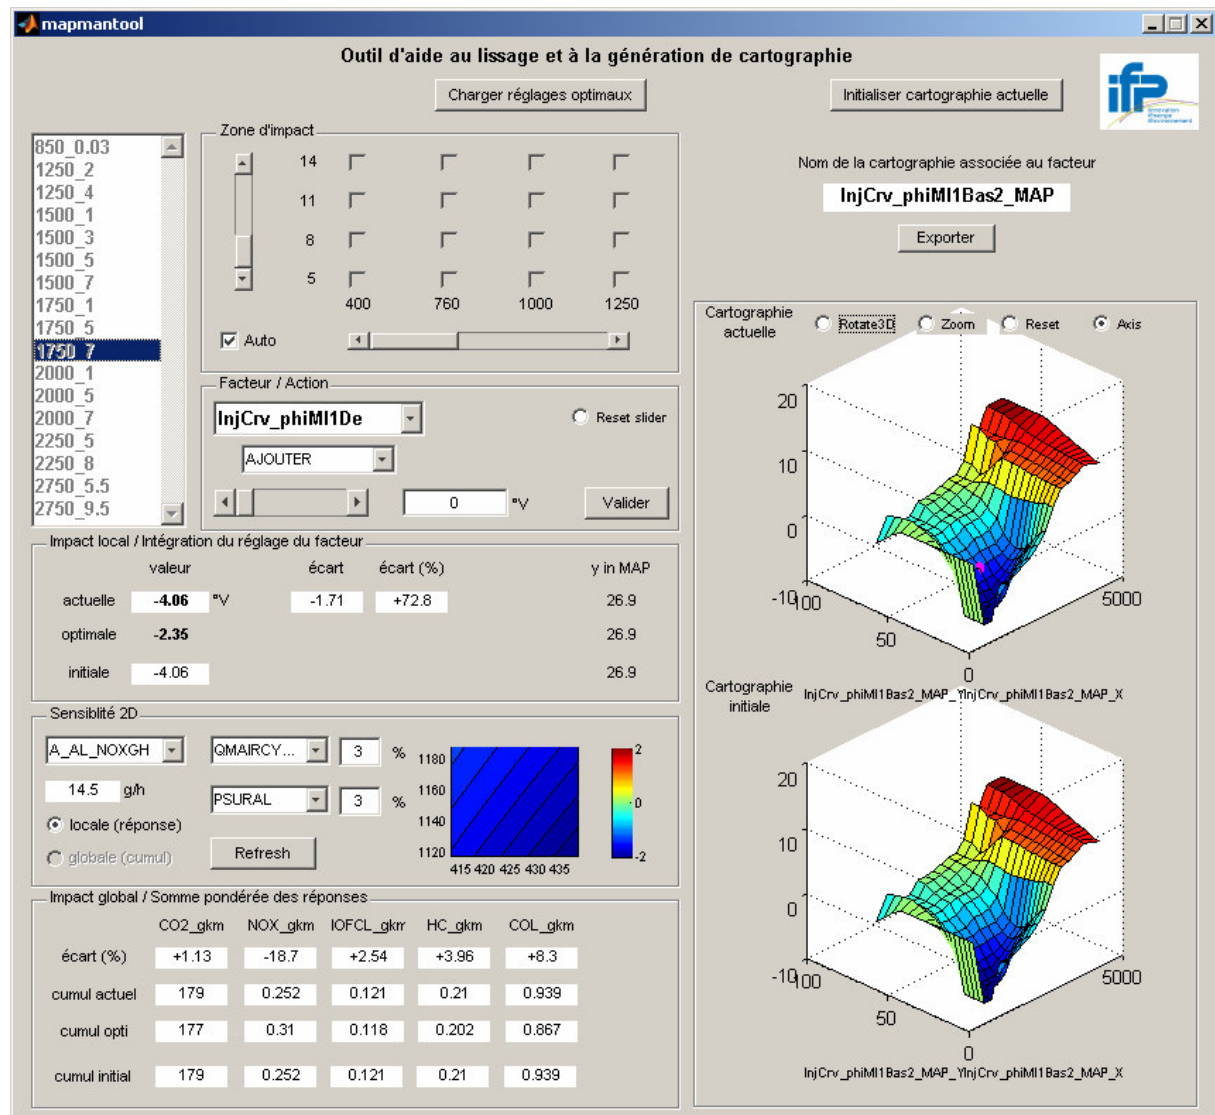 mapmantool
Outil d'aide au lissage et à la génération de cartographie
Charger réglages optimaux
Initialiser cartographie actuelle
ifp
Innovation
Énergie
Environnement
850_0.03
1250_2
1250_4
1500_1
1500_3
1500_5
1500_7
1750_1
1750_5
1750_7
2000_1
2000_5
2000_7
2250_5
2250_8
2750_5.5
2750_9.5
Zone d'impact
14
11
8
5
400 760 1000 1250
Auto
Nom de la cartographie associée au facteur
InjCrv_phiMI1Bas2_MAP
Exporter
Facteur / Action
InjCrv_phiMI1De
Reset slider
AJOUTER
0 °V Valider
Impact local / Intégration du réglage du facteur
valeur écart écart (%) y in MAP
actuelle -4.06 °V -1.71 +72.8 26.9
optimale -2.35 26.9
initiale -4.06 26.9
Sensiblité 2D
A_AL_NOXGH QMAIRCY... 3 %
14.5 g/h PSURAL 3 %
locale (réponse)
globale (cumul) Refresh
1180
1160
1140
1120
415 420 425 430 435
2
0
-2
Impact global / Somme pondérée des réponses
CO2_gkm NOX_gkm IOFCL_gkm HC_gkm COL_gkm
écart (%) +1.13 -18.7 +2.54 +3.96 +8.3
cumul actuel 179 0.252 0.121 0.21 0.939
cumul opti 177 0.31 0.118 0.202 0.867
cumul initial 179 0.252 0.121 0.21 0.939
Cartographie
actuelle
Rotate3D Zoom Reset Axis
20
10
0
-10
100
50
0
5000
InjCrv_phiMI1Bas2_MAP_YInjCrv_phiMI1Bas2_MAP_X
Cartographie
initiale
20
10
0
-10
100
50
0
5000
InjCrv_phiMI1Bas2_MAP_YInjCrv_phiMI1Bas2_MAP_X